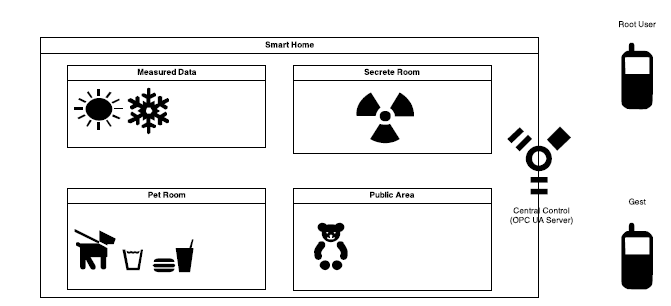 Root User
Smart Home
Measured Data
Secrete Room
Pet Room
Public Area
Central Control
(OPC UA Server)
Gest